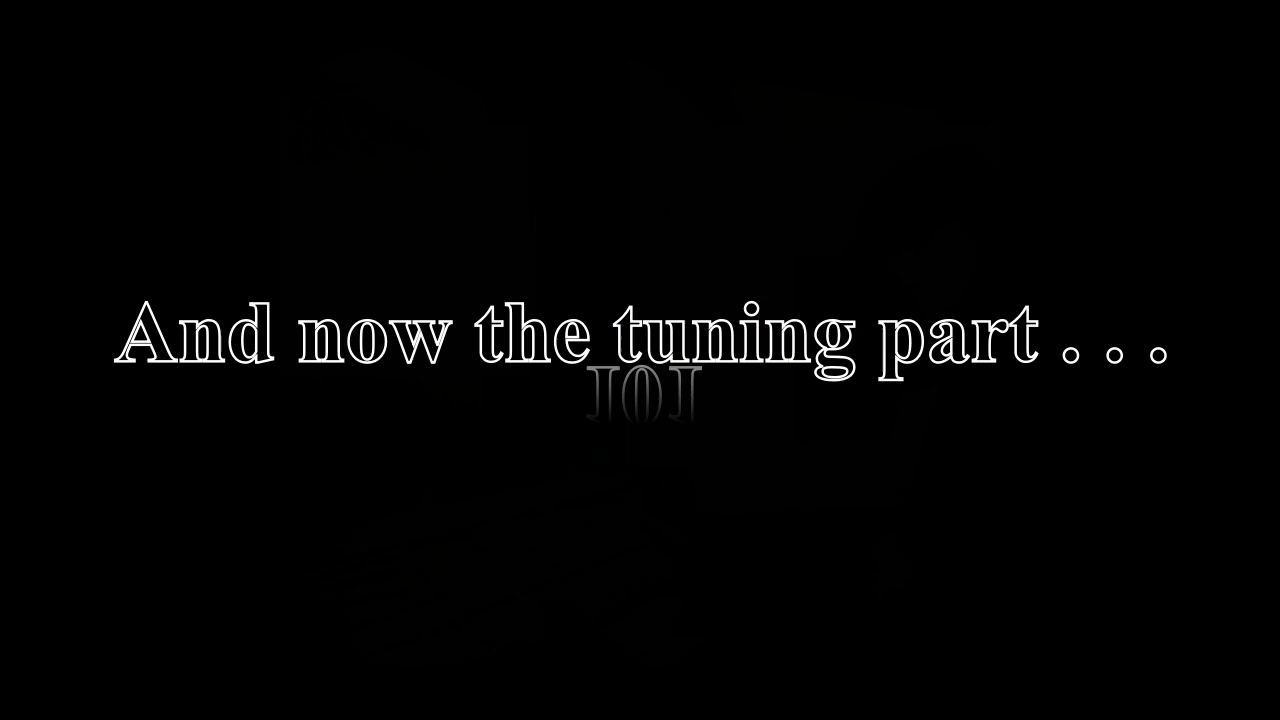 And now the tuning part . . .